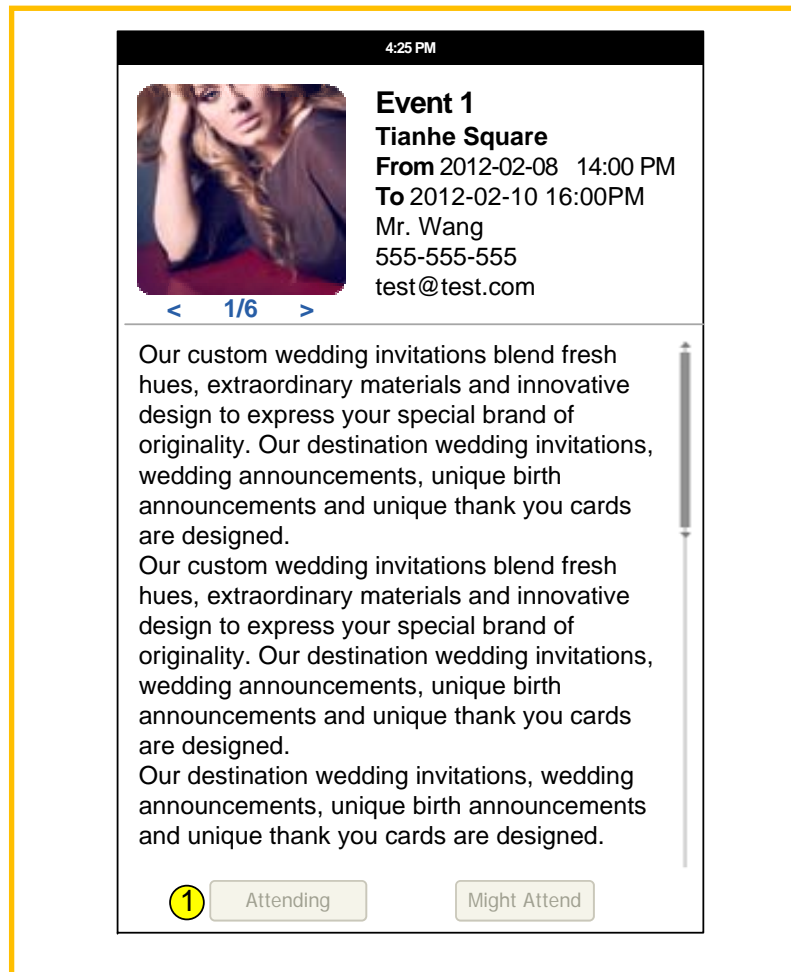 4:25 PM
Event 1
Tianhe Square
From 2012-02-08 14:00 PM
To 2012-02-10 16:00PM
Mr. Wang
555-555-555
test@test.com
< 1/6 >
Our custom wedding invitations blend fresh
hues, extraordinary materials and innovative
design to express your special brand of
originality. Our destination wedding invitations,
wedding announcements, unique birth
announcements and unique thank you cards
are designed.
Our custom wedding invitations blend fresh
hues, extraordinary materials and innovative
design to express your special brand of
originality. Our destination wedding invitations,
wedding announcements, unique birth
announcements and unique thank you cards
are designed.
Our destination wedding invitations, wedding
announcements, unique birth announcements
and unique thank you cards are designed.
1 Attending Might Attend